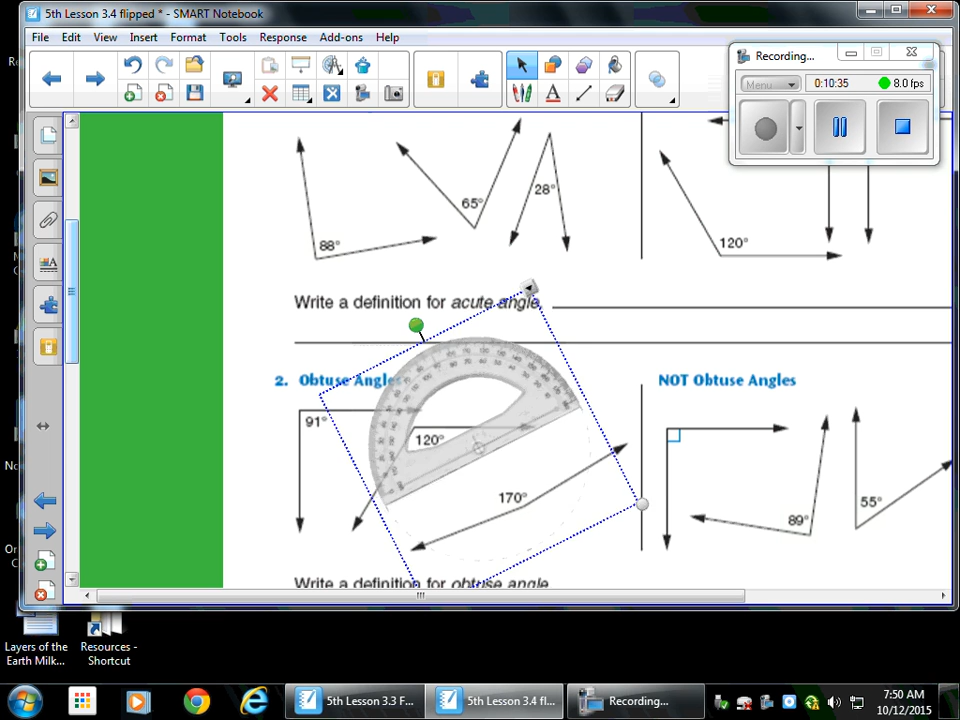 5th Lesson 3.4 flipped * - SMART Notebook
File Edit View Insert Format Tools Response Add-ons Help
Recording...
Menu
0:10:35
8.0 fps
88°
65°
28°
120°
Write a definition for acute angle.
2. Obtuse Angles
NOT Obtuse Angles
91°
120°
170°
89°
55°
Write a definition for obtuse angle
Layers of the
Earth Milk...
Resources -
Shortcut
5th Lesson 3.3 F...
5th Lesson 3.4 fl...
Recording...
7:50 AM
10/12/2015